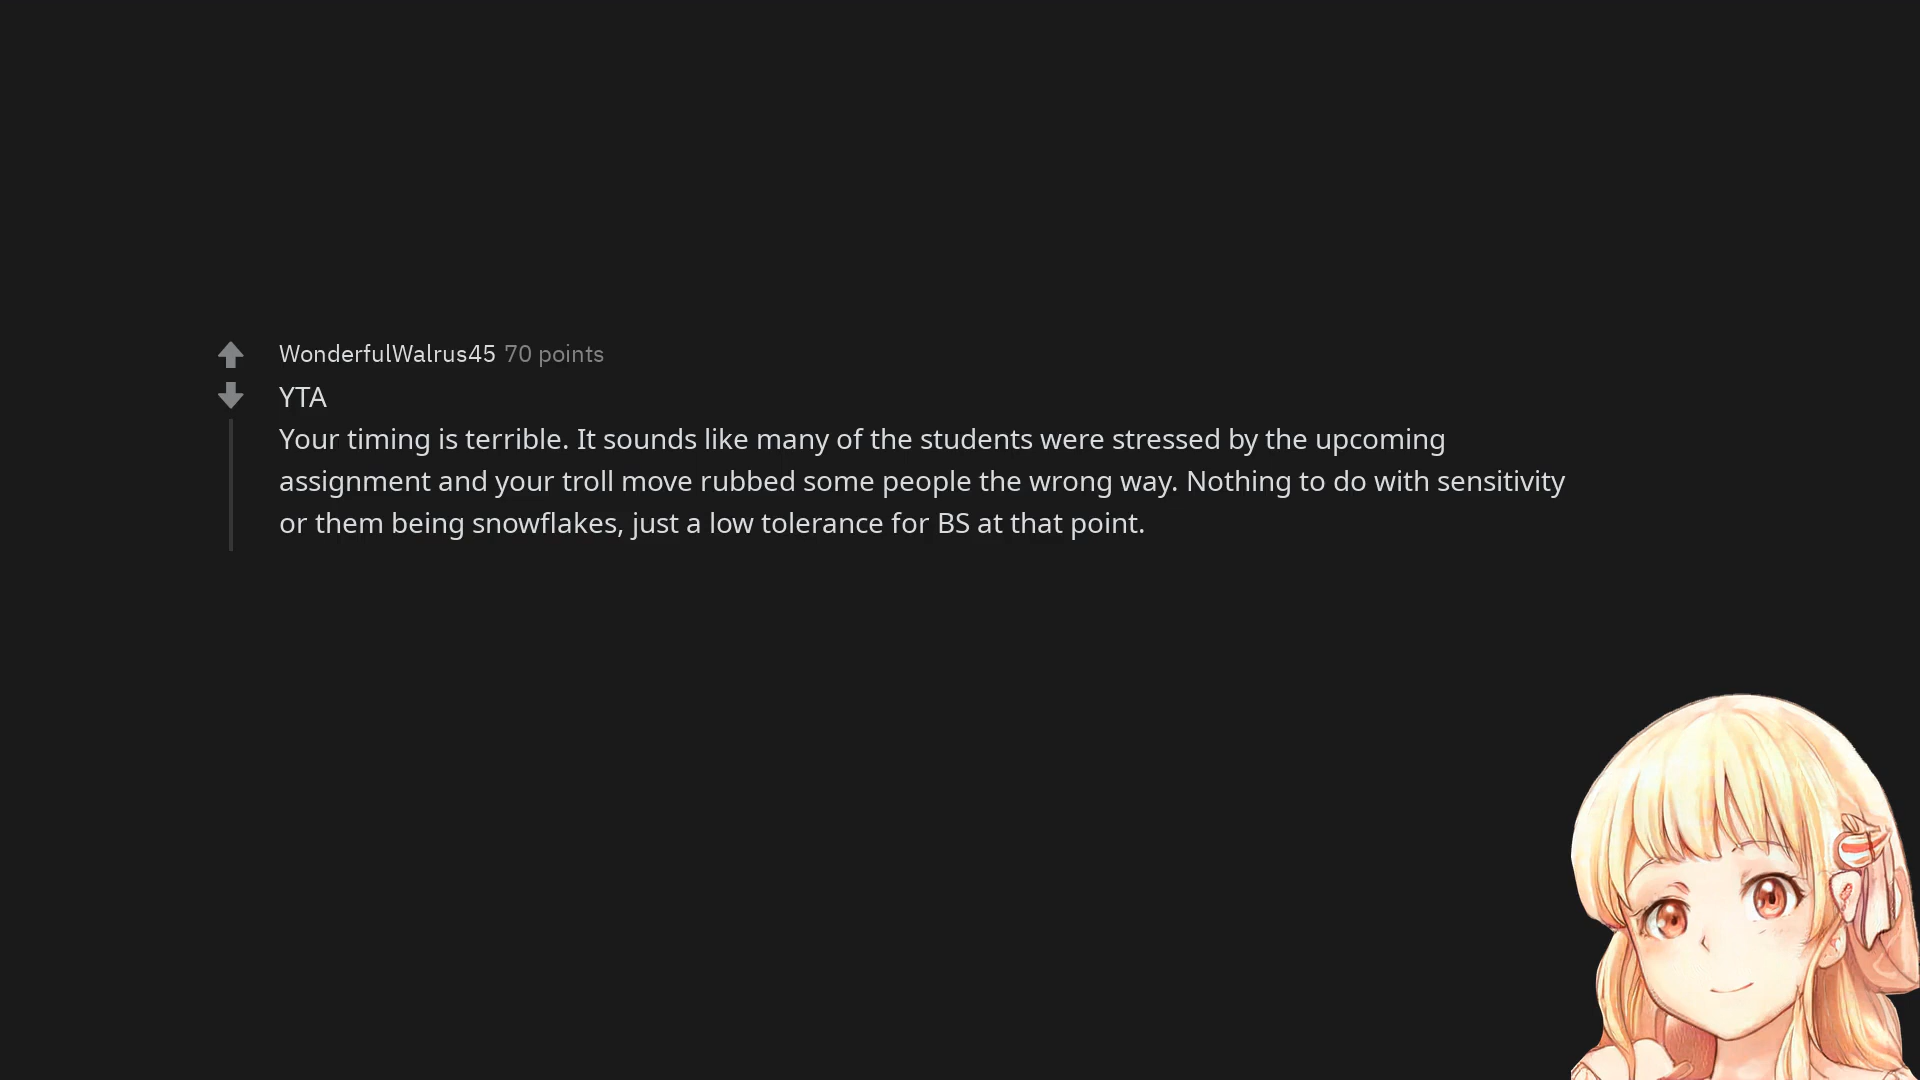 WonderfulWalrus45 70 points
YTA
Your timing is terrible. It sounds like many of the students were stressed by the upcoming
assignment and your troll move rubbed some people the wrong way. Nothing to do with sensitivity
or them being snowflakes, just a low tolerance for BS at that point.